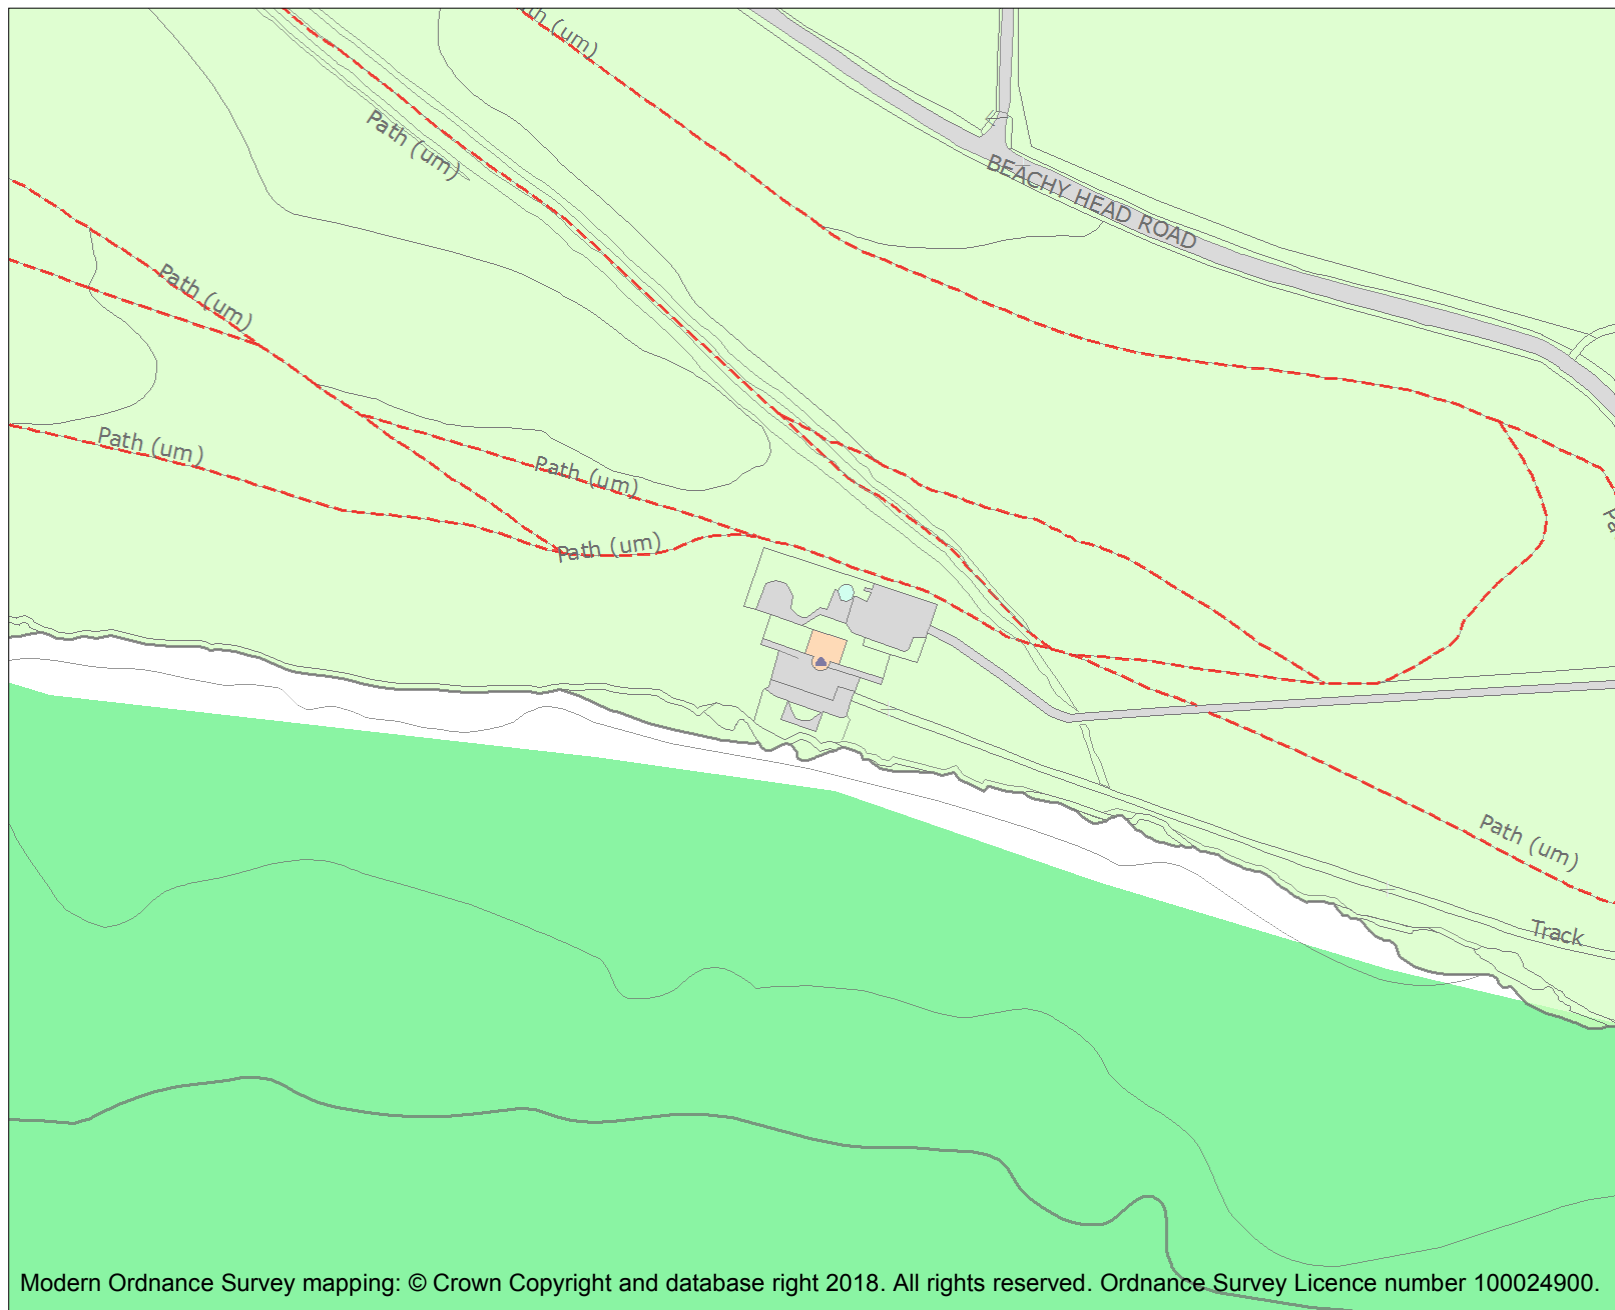 Path (um)
Path (um)
BEACHY HEAD ROAD
Path (um)
Path (um)
Path (um)
Path (um)
Path (um)
Track
Modern Ordnance Survey mapping: © Crown Copyright and database right 2018. All rights reserved. Ordnance Survey Licence number 100024900.